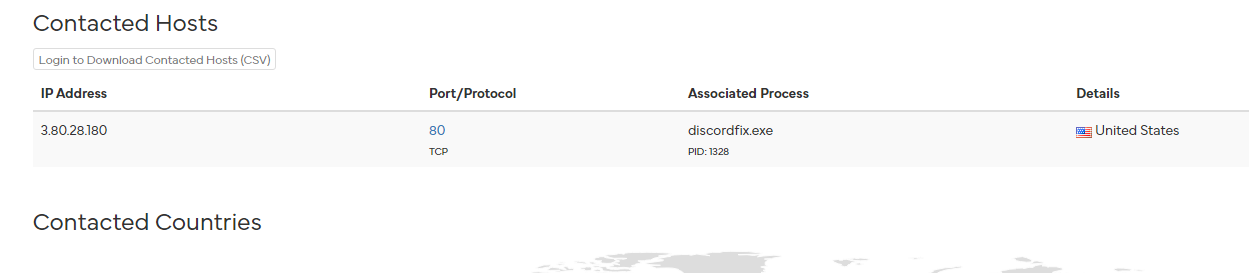 Contacted Hosts
Login to Download Contacted Hosts (CSV)
IP Address Port/Protocol Associated Process Details
3.80.28.180 80 discordfix.exe United States
TCP PID: 1328
Contacted Countries